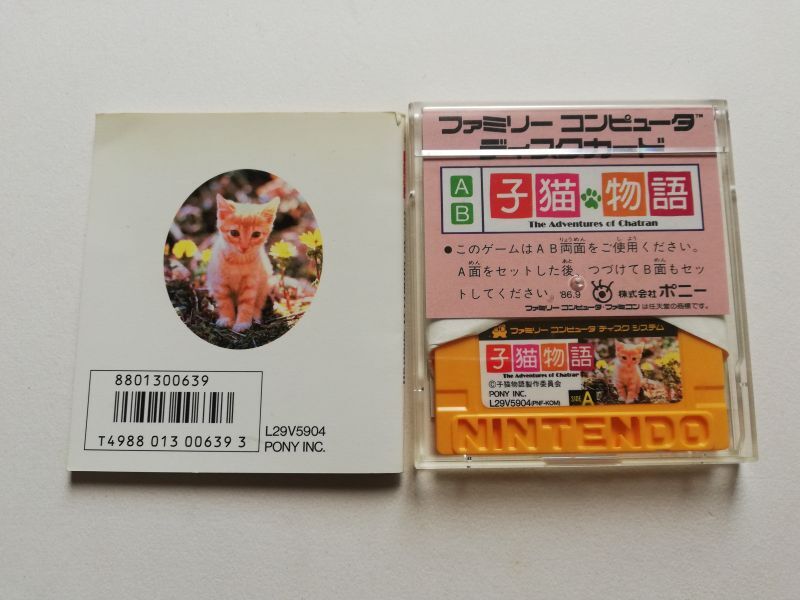 8801300639
T4988 013 00639 3
L29V5904
PONY INC.
ファミリー コンピュータ™
ディスクカード
A
B
子猫物語
The Adventures of Chatran
●このゲームはAB両面をご使用ください。
A面をセットした後、つづけてB面もセッ
トしてください。'86.9 株式会社 ポニー
ファミリー コンピュータ・ファミコンは任天堂の商標です。
ファミリー コンピュータ ディスク システム
子猫物語
The Adventures of Chatran
©子猫物語製作委員会
PONY INC.
L29V5904(PNF-KOM) SIDE A
NINTENDO